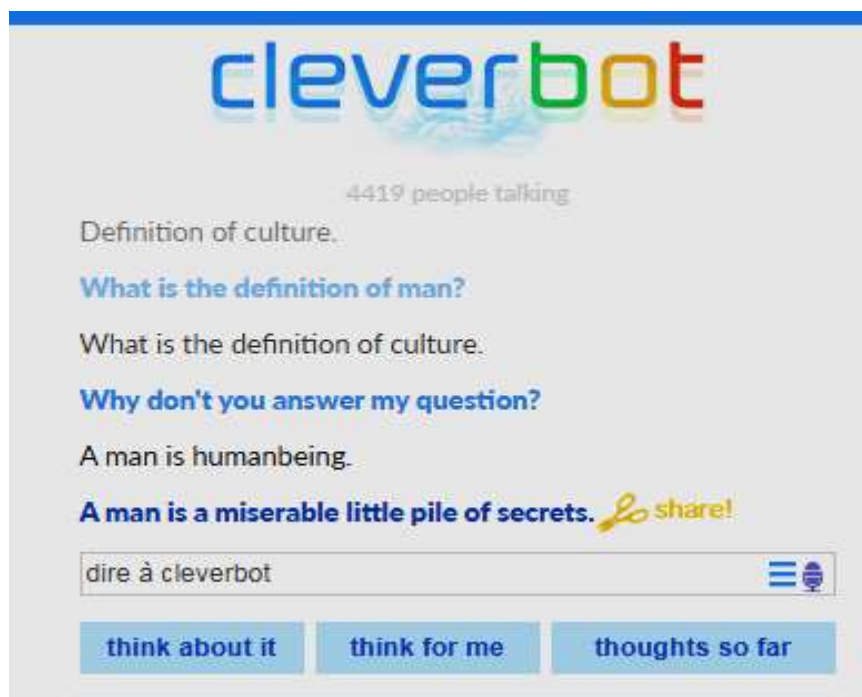 cleverbot
4419 people talking
Definition of culture.
What is the definition of man?
What is the definition of culture.
Why don't you answer my question?
A man is humanbeing.
A man is a miserable little pile of secrets. share!
dire à cleverbot
think about it think for me thoughts so far